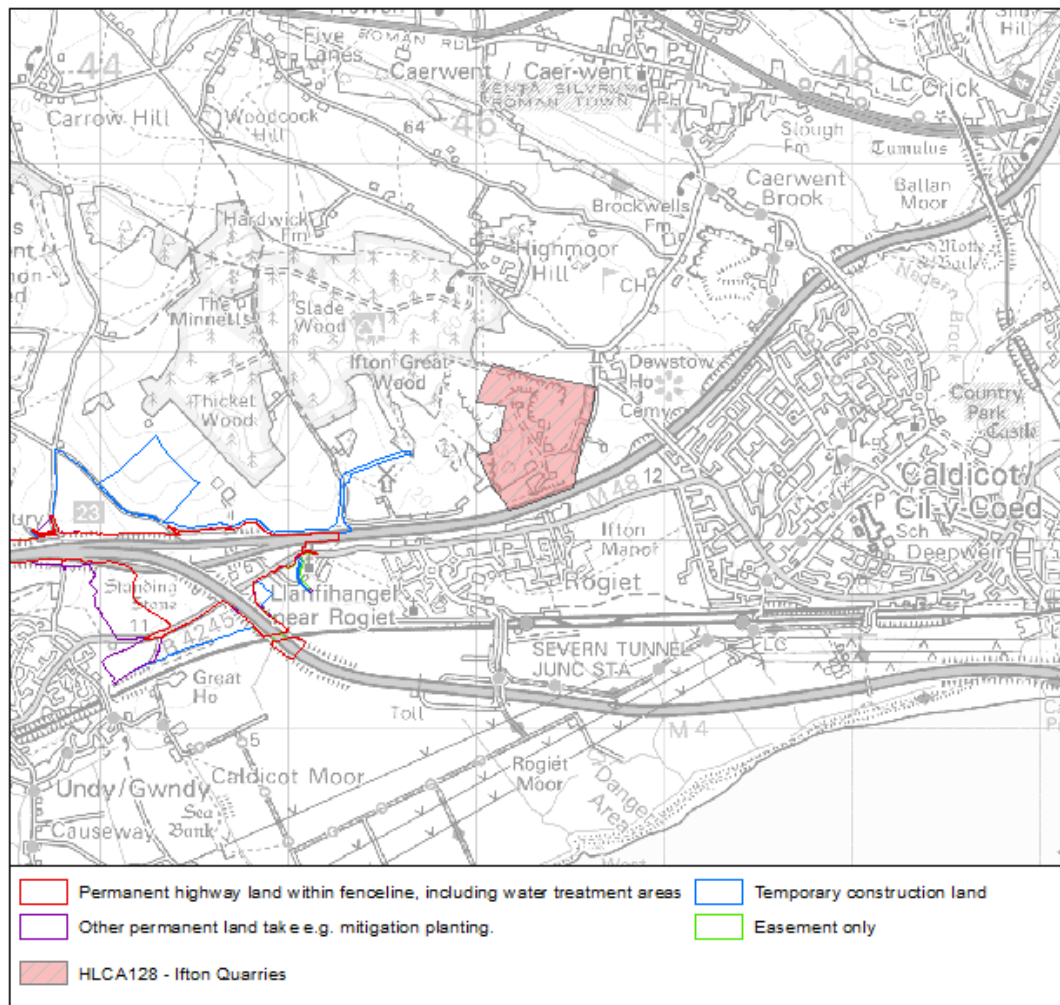 Five
Lanes
ROMAN RD
Caerwent / Caer-went
VENTA SILVRVM
ROMAN TOWN
PH
44
46
47
48
LC
Crick
Hill
Carrow Hill
Woodcock
Hill
64
Slough
Fm
Tumulus
Caerwent
Brook
Ballan
Moor
Brockwells
Fm
Hardwick
Fm
Highmoor
Hill
CH
Motte
Nedern Brook
The
Minnetts
Slade
Wood
Ifton Great
Wood
Dewstow
Ho
Cemy
Thicket
Wood
Country
Park
Castle
23
M 48
12
Caldicot/
Cil-y-Coed
Sch
Deepweir
Ifton
Manor
Rogiet
Standing
Stone
Llanfihangel
near Rogiet
11
B 4245
SEVERN TUNNEL
JUNC STA
LC
Great
Ho
Toll
M 4
5
Caldicot Moor
Rogiet
Moor
Danger
Area
Undy/Gwndy
Sea
Bank
Causeway
Permanent highway land within fenceline, including water treatment areas
Temporary construction land
Other permanent land take e.g. mitigation planting.
Easement only
HLCA128 - Ifton Quarries